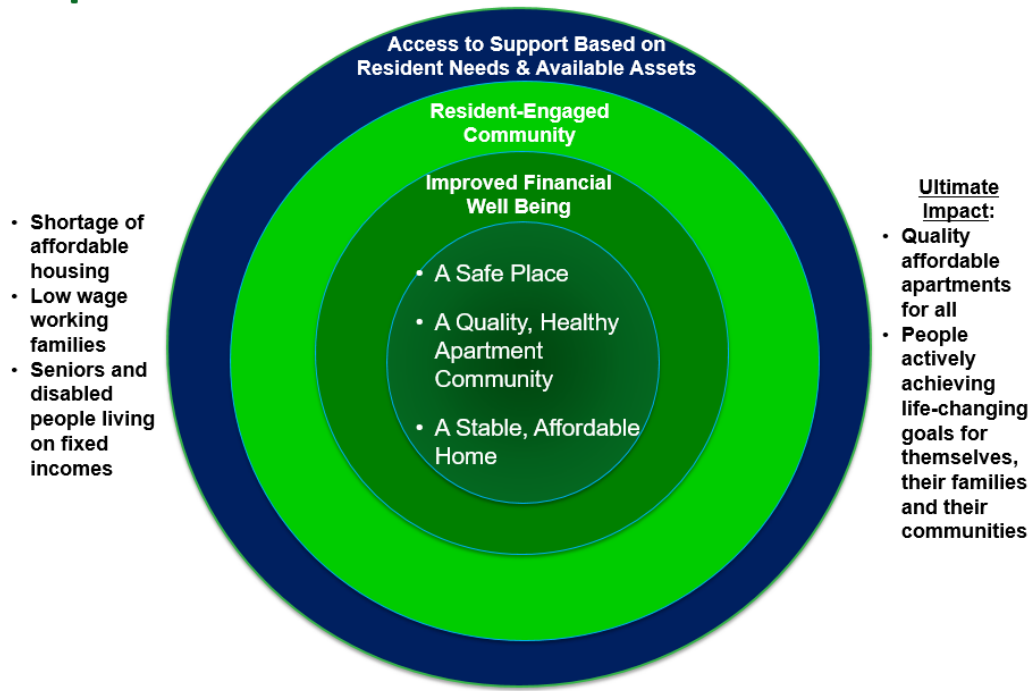 Access to Support Based on
Resident Needs & Available Assets
Resident-Engaged
Community
Improved Financial
Well Being
• A Safe Place
• A Quality, Healthy
Apartment
Community
• A Stable, Affordable
Home
• Shortage of
affordable
housing
• Low wage
working
families
• Seniors and
disabled
people living
on fixed
incomes
Ultimate
Impact:
• Quality
affordable
apartments
for all
• People
actively
achieving
life-changing
goals for
themselves,
their families
and their
communities